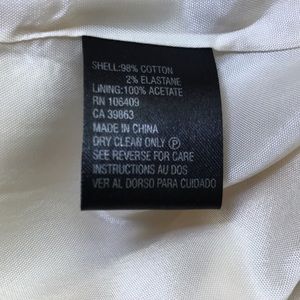 SHELL:98% COTTON
2% ELASTANE
LINING:100% ACETATE
RN 106409
CA 39863
MADE IN CHINA
DRY CLEAN ONLY Ⓟ
SEE REVERSE FOR CARE
INSTRUCTIONS AU DOS
VER AL DORSO PARA CUIDADO